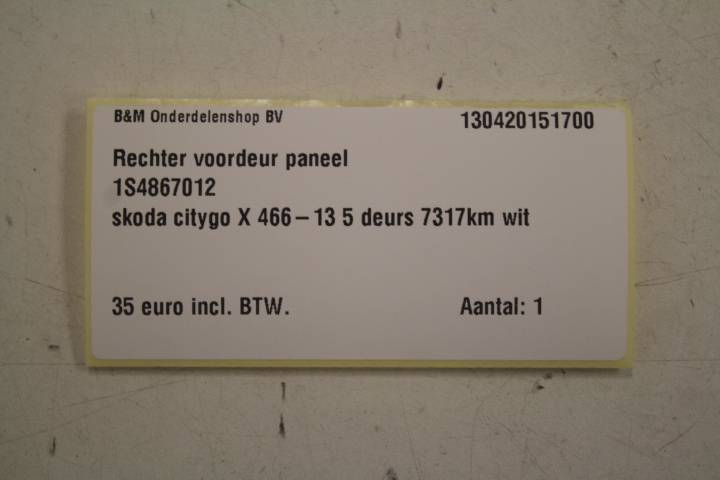 B&M Onderdelenshop BV 130420151700
Rechter voordeur paneel
1S4867012
skoda citygo X 466 – 13 5 deurs 7317km wit
35 euro incl. BTW. Aantal: 1